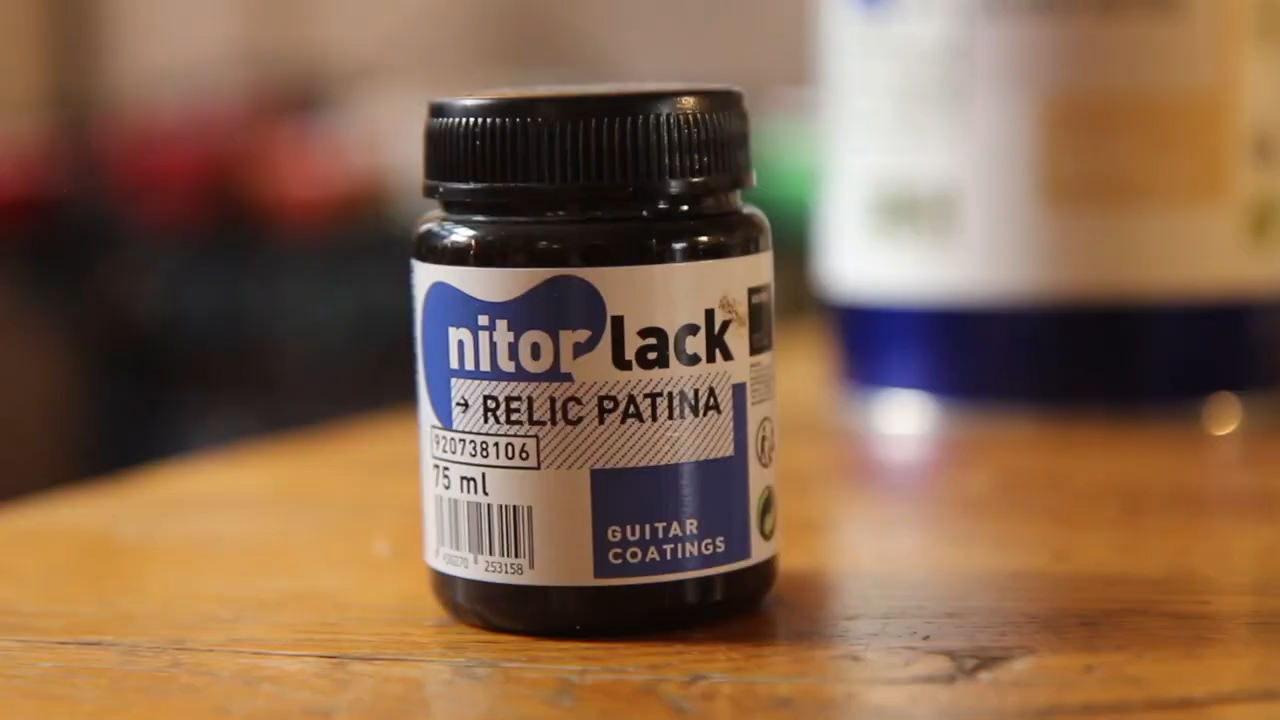 nitorlack
→ RELIC PATINA
920738106
75 ml
GUITAR
COATINGS
253158